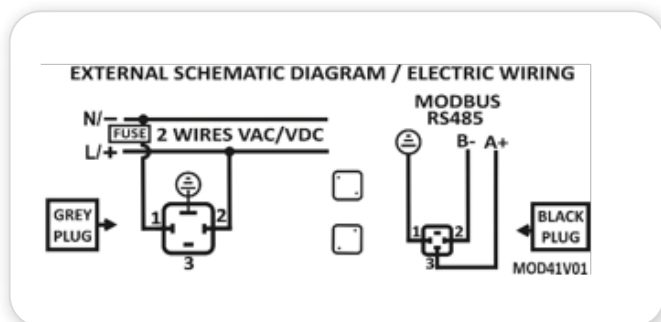 EXTERNAL SCHEMATIC DIAGRAM / ELECTRIC WIRING
N/-
FUSE
2 WIRES VAC/VDC
L/+
GREY
PLUG
1
2
3
MODBUS
RS485
B- A+
1
2
3
BLACK
PLUG
MOD41V01